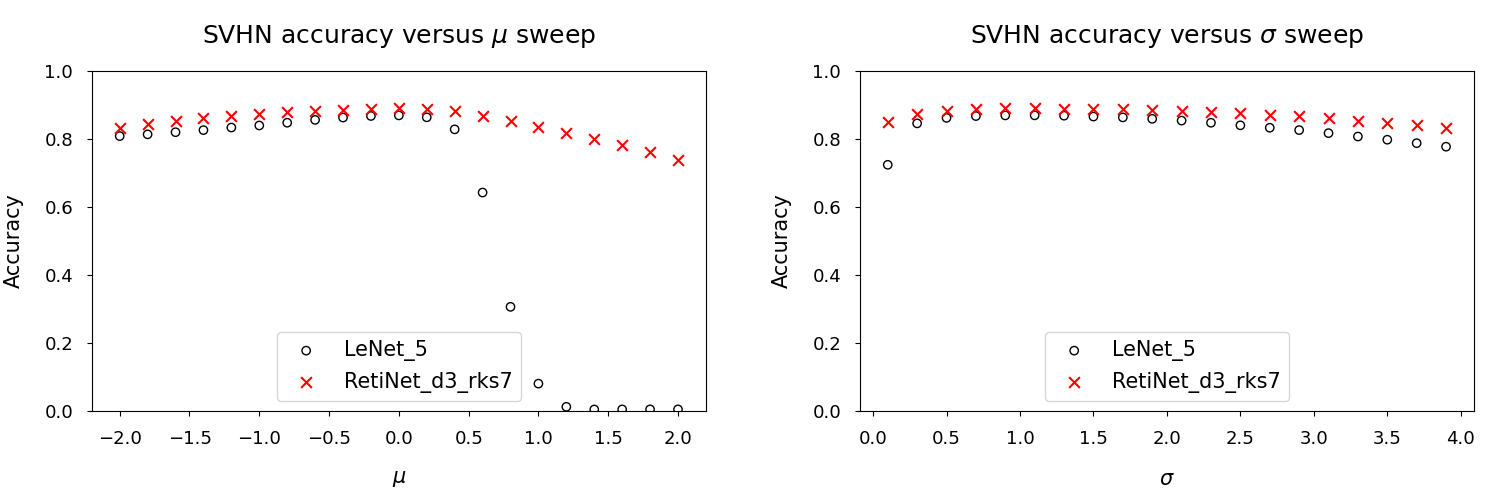 SVHN accuracy versus μ sweep
Accuracy
1.0
0.8
0.6
0.4
0.2
0.0
LeNet_5
RetiNet_d3_rks7
−2.0 −1.5 −1.0 −0.5 0.0 0.5 1.0 1.5 2.0
μ
SVHN accuracy versus σ sweep
Accuracy
1.0
0.8
0.6
0.4
0.2
0.0
LeNet_5
RetiNet_d3_rks7
0.0 0.5 1.0 1.5 2.0 2.5 3.0 3.5 4.0
σ